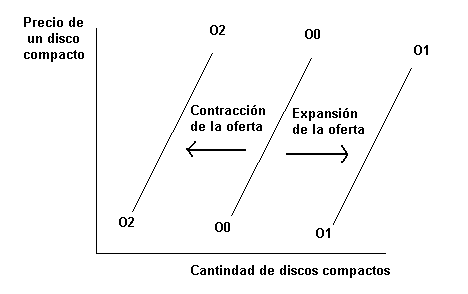 Precio de
un disco
compacto
O2
O0
O1
Contracción
de la oferta
Expansión
de la oferta
O2
O0
O1
Cantindad de discos compactos